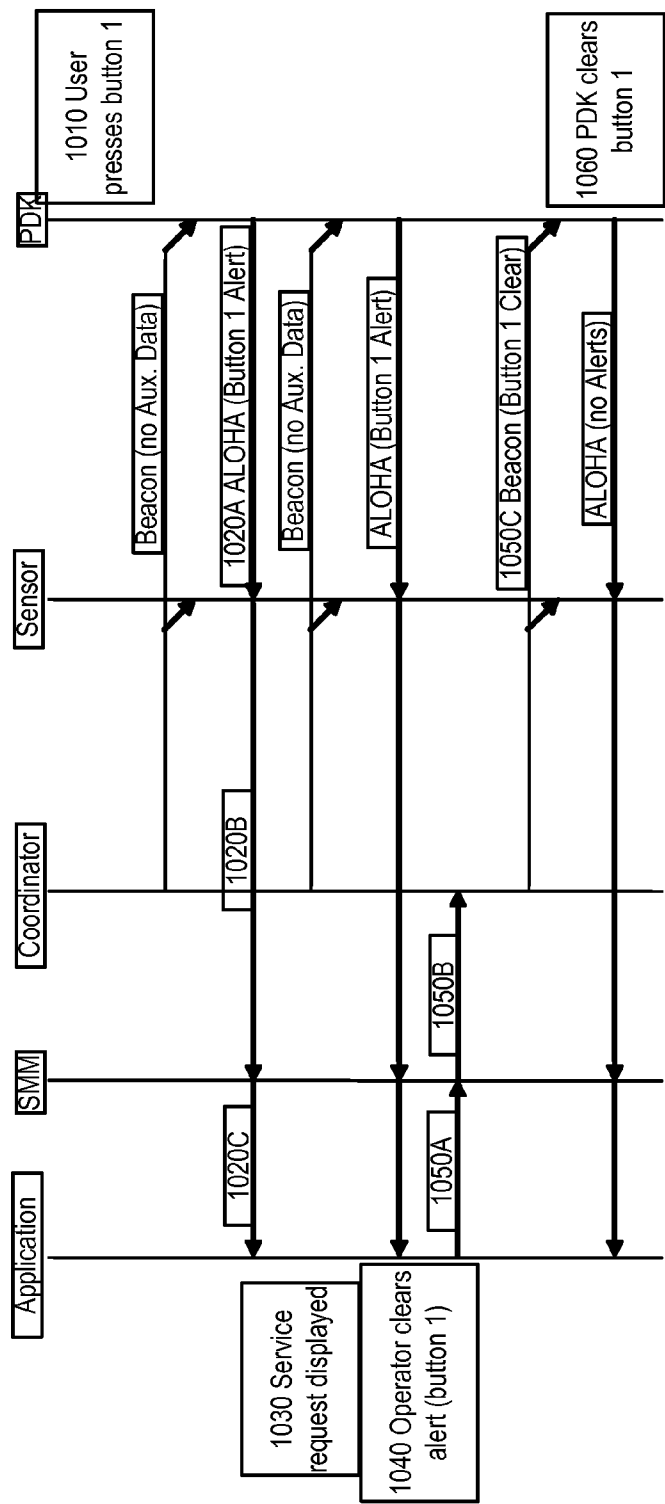 Application
SMM
Coordinator
Sensor
PDK
1010 User
presses button 1
Beacon (no Aux. Data)
1020A ALOHA (Button 1 Alert)
1020B
1020C
1030 Service
request displayed
Beacon (no Aux. Data)
ALOHA (Button 1 Alert)
1040 Operator clears
alert (button 1)
1050A
1050B
1050C Beacon (Button 1 Clear)
1060 PDK clears
button 1
ALOHA (no Alerts)